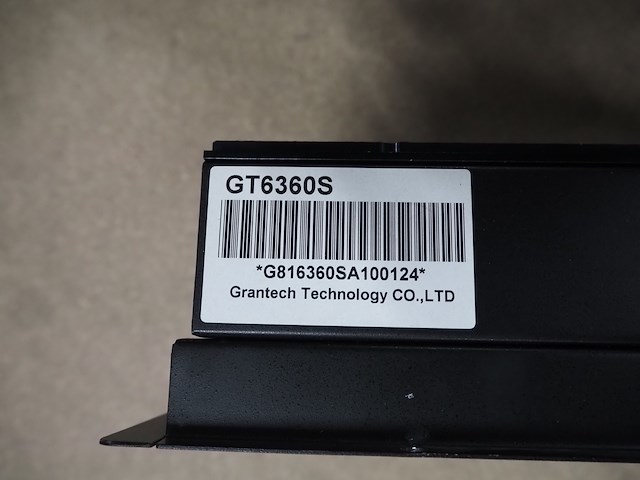 GT6360S
*G816360SA100124*
Grantech Technology CO.,LTD